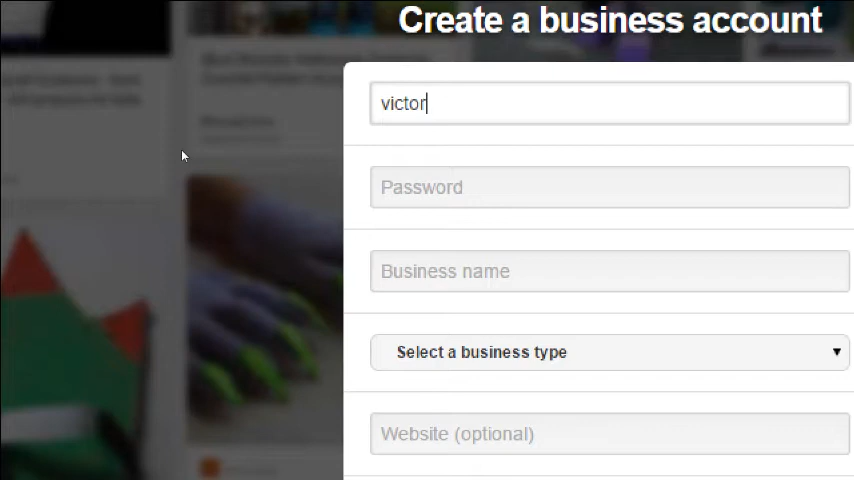 Create a business account
victor
Password
Business name
Select a business type
Website (optional)